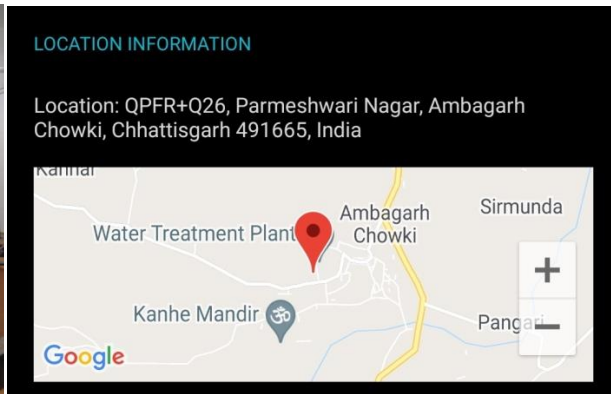 LOCATION INFORMATION
Location: QPFR+Q26, Parmeshwari Nagar, Ambagarh
Chowki, Chhattisgarh 491665, India
Ambagarh
Chowki
Sirmunda
Water Treatment Plant
Kanhe Mandir
ॐ
+
−
Google